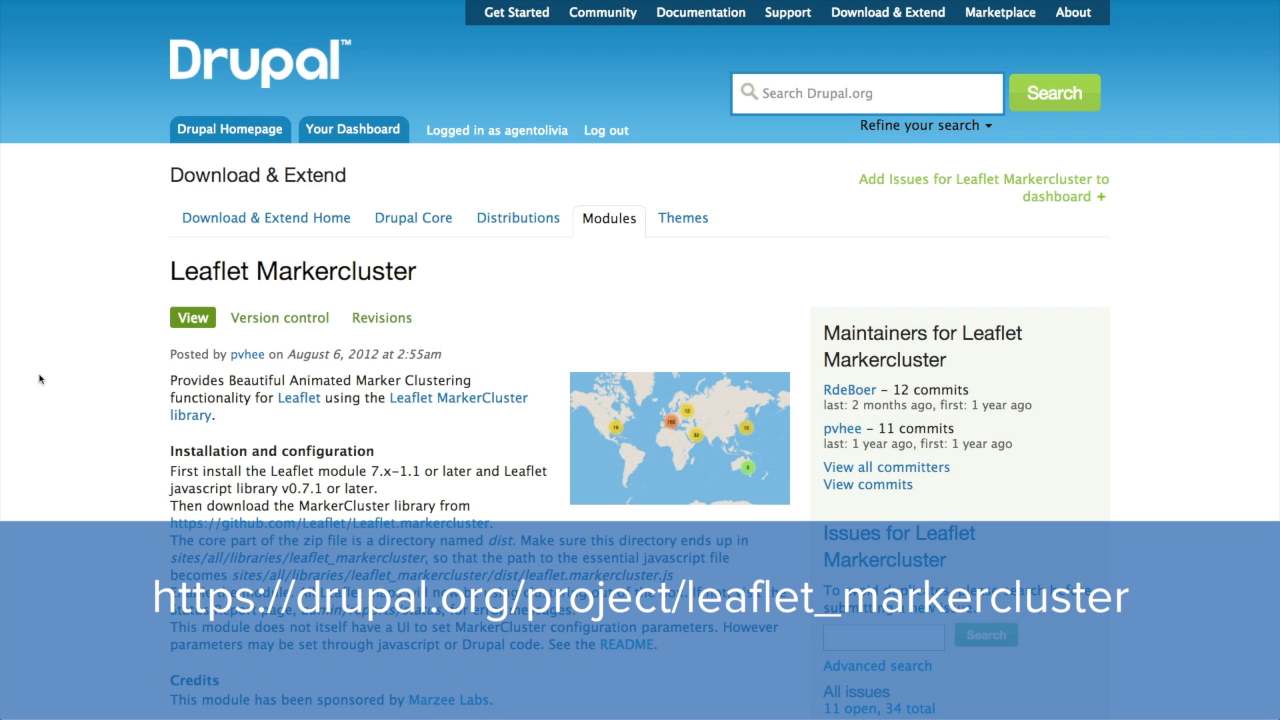 Get Started Community Documentation Support Download & Extend Marketplace About
Drupal™
Search Drupal.org Search
Refine your search
Drupal Homepage Your Dashboard Logged in as agentolivia Log out
Download & Extend
Add Issues for Leaflet Markercluster to
dashboard +
Download & Extend Home Drupal Core Distributions Modules Themes
Leaflet Markercluster
View Version control Revisions
Posted by pvhee on August 6, 2012 at 2:55am
Provides Beautiful Animated Marker Clustering
functionality for Leaflet using the Leaflet MarkerCluster
library.
Installation and configuration
First install the Leaflet module 7.x-1.1 or later and Leaflet
javascript library v0.7.1 or later.
Then download the MarkerCluster library from
https://github.com/Leaflet/Leaflet.markercluster.
The core part of the zip file is a directory named dist. Make sure this directory ends up in
sites/all/libraries/leaflet_markercluster, so that the path to the essential javascript file
becomes sites/all/libraries/leaflet_markercluster/dist/leaflet.markercluster.js
https://drupal.org/project/leaflet_markercluster
This module does not itself have a UI to set MarkerCluster configuration parameters. However
parameters may be set through javascript or Drupal code. See the README.
Credits
This module has been sponsored by Marzee Labs.
Maintainers for Leaflet
Markercluster
RdeBoer – 12 commits
last: 2 months ago, first: 1 year ago
pvhee – 11 commits
last: 1 year ago, first: 1 year ago
View all committers
View commits
Issues for Leaflet
Markercluster
Search
Advanced search
All issues
11 open, 34 total